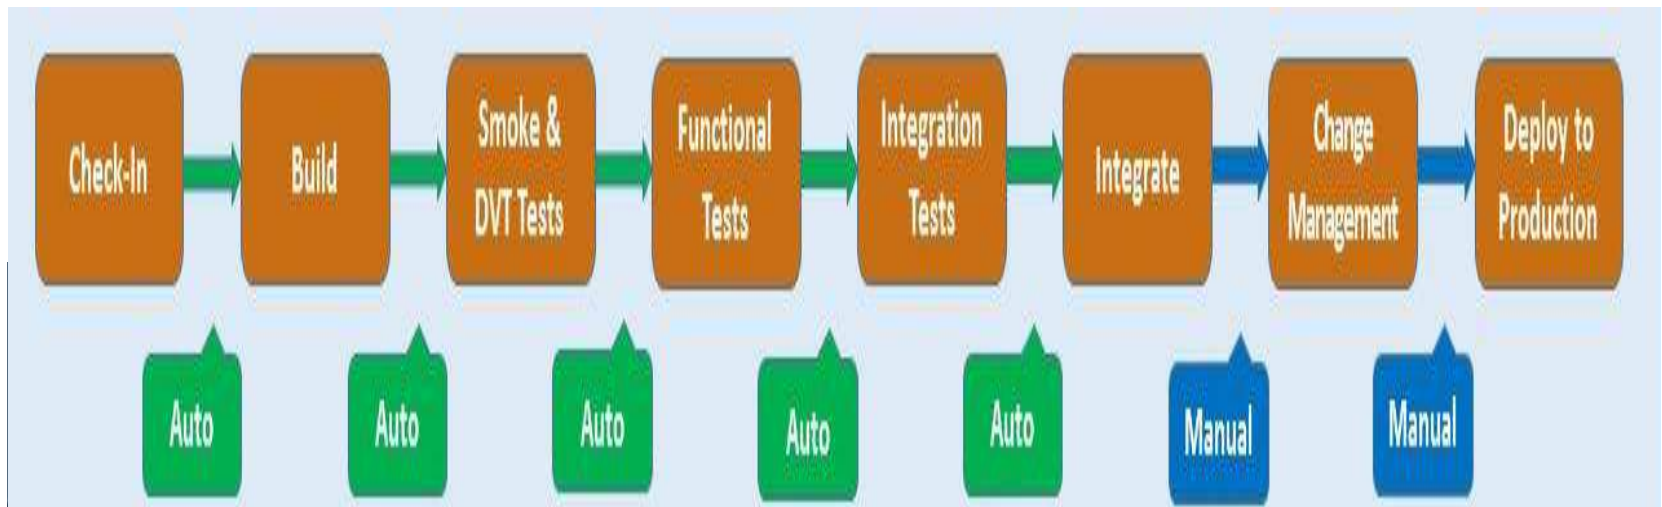 Check-In
Build
Smoke &
DVT Tests
Functional
Tests
Integration
Tests
Integrate
Change
Management
Deploy to
Production
Auto
Auto
Auto
Auto
Auto
Manual
Manual